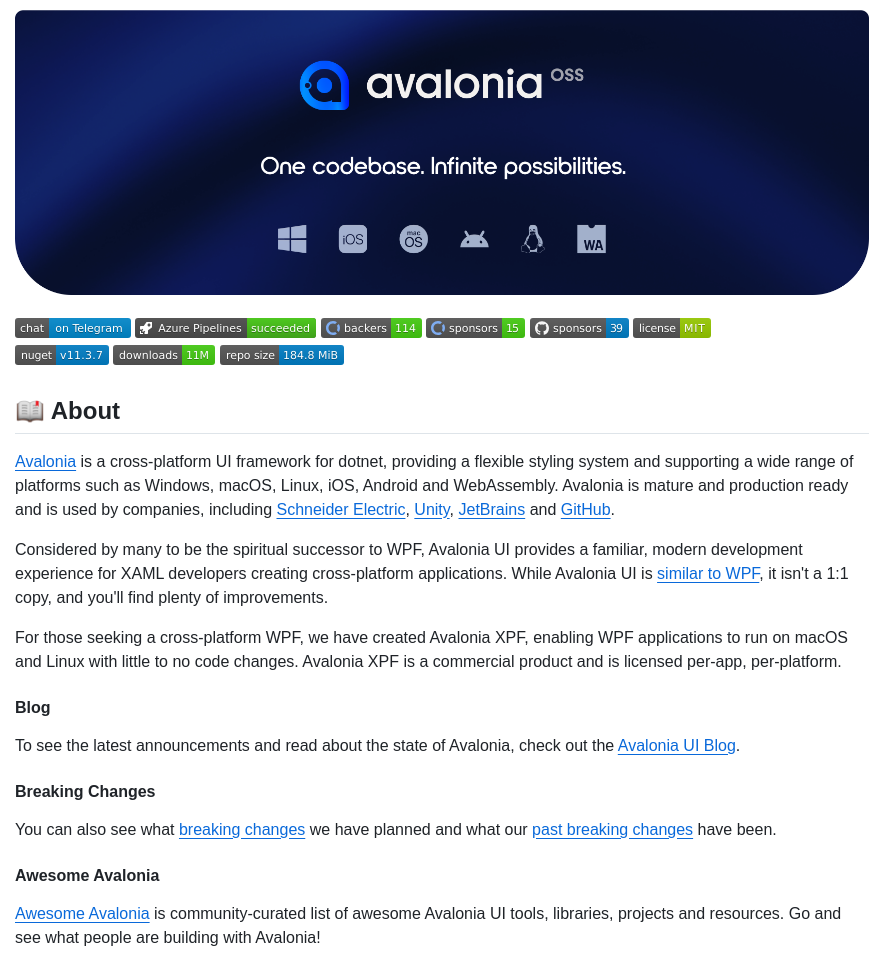 avalonia OSS
One codebase. Infinite possibilities.
iOS mac OS WA
chat on Telegram Azure Pipelines succeeded backers 114 sponsors 15 sponsors 39 license MIT
nuget v11.3.7 downloads 11M repo size 184.8 MiB
📖 About
Avalonia is a cross-platform UI framework for dotnet, providing a flexible styling system and supporting a wide range of
platforms such as Windows, macOS, Linux, iOS, Android and WebAssembly. Avalonia is mature and production ready
and is used by companies, including Schneider Electric, Unity, JetBrains and GitHub.
Considered by many to be the spiritual successor to WPF, Avalonia UI provides a familiar, modern development
experience for XAML developers creating cross-platform applications. While Avalonia UI is similar to WPF, it isn't a 1:1
copy, and you'll find plenty of improvements.
For those seeking a cross-platform WPF, we have created Avalonia XPF, enabling WPF applications to run on macOS
and Linux with little to no code changes. Avalonia XPF is a commercial product and is licensed per-app, per-platform.
Blog
To see the latest announcements and read about the state of Avalonia, check out the Avalonia UI Blog.
Breaking Changes
You can also see what breaking changes we have planned and what our past breaking changes have been.
Awesome Avalonia
Awesome Avalonia is community-curated list of awesome Avalonia UI tools, libraries, projects and resources. Go and
see what people are building with Avalonia!